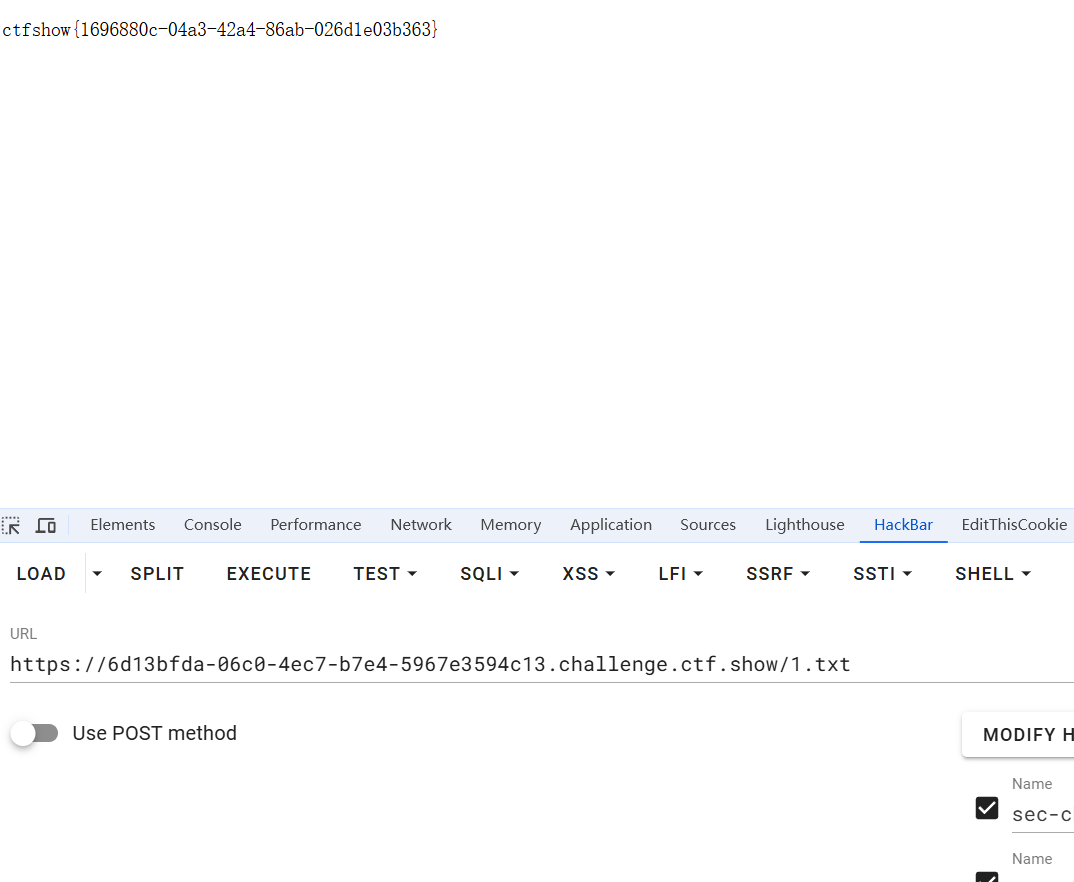 ctfshow{1696880c-04a3-42a4-86ab-026d1e03b363}
Elements Console Performance Network Memory Application Sources Lighthouse HackBar EditThisCookie
LOAD SPLIT EXECUTE TEST SQLI XSS LFI SSRF SSTI SHELL
URL
https://6d13bfda-06c0-4ec7-b7e4-5967e3594c13.challenge.ctf.show/1.txt
Use POST method
MODIFY H
Name
sec-c
Name